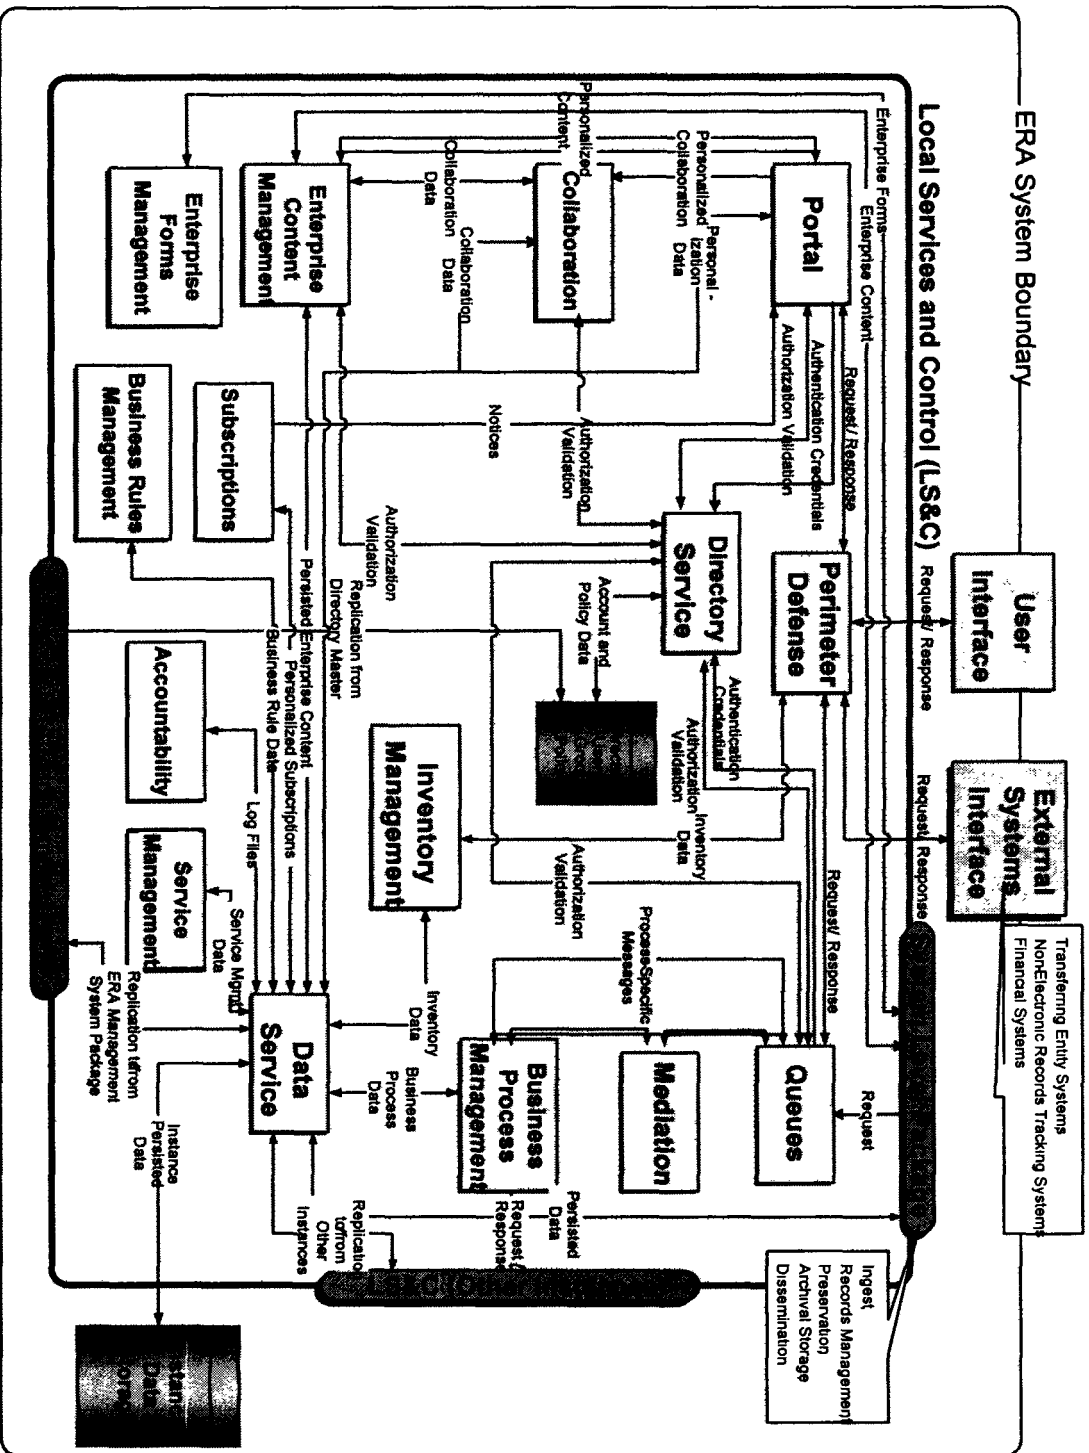 ERA System Boundary
User
Interface
External
Systems
Interface
Transferring Entity Systems
Non-Electronic Records Tracking Systems
Financial Systems
Local Services and Control (LS&C)
Request/ Response
Request/ Response
Enterprise Forms
Enterprise Content
Request / Response
Authentication Credentials
Authorization Validation
Portal
Perimeter
Defense
Request/ Response
Request
Queues
Ingest
Records Management
Preservation
Archival Storage
Dissemination
Personal -
ization
Data
Personalized
Collaboration
Directory
Service
Authentication
Credentials
Authorization
Validation
Inventory
Data
Mediation
Personalized
Content
Collaboration
Authorization
Validation
Account and
Policy Data
Process-Specific
Messages
Authorization
Validation
Persisted
Data
Request /
Response
Business
Process
Management
Collaboration
Data
Collaboration
Data
Notices
Inventory
Management
Inventory
Data
Business
Process
Data
Enterprise
Content
Management
Authorization
Validation
Replication from
Directory Master
Persisted Enterprise Content
Personalized Subscriptions
Business Rule Data
Replication
to/from
Other
Instances
Data
Service
Subscriptions
Log Files
Service Mgmt
Data
Enterprise
Forms
Management
Business Rules
Management
Accountability
Service
Management
Replication to/from
ERA Management
System Package
Instance
Persisted
Data